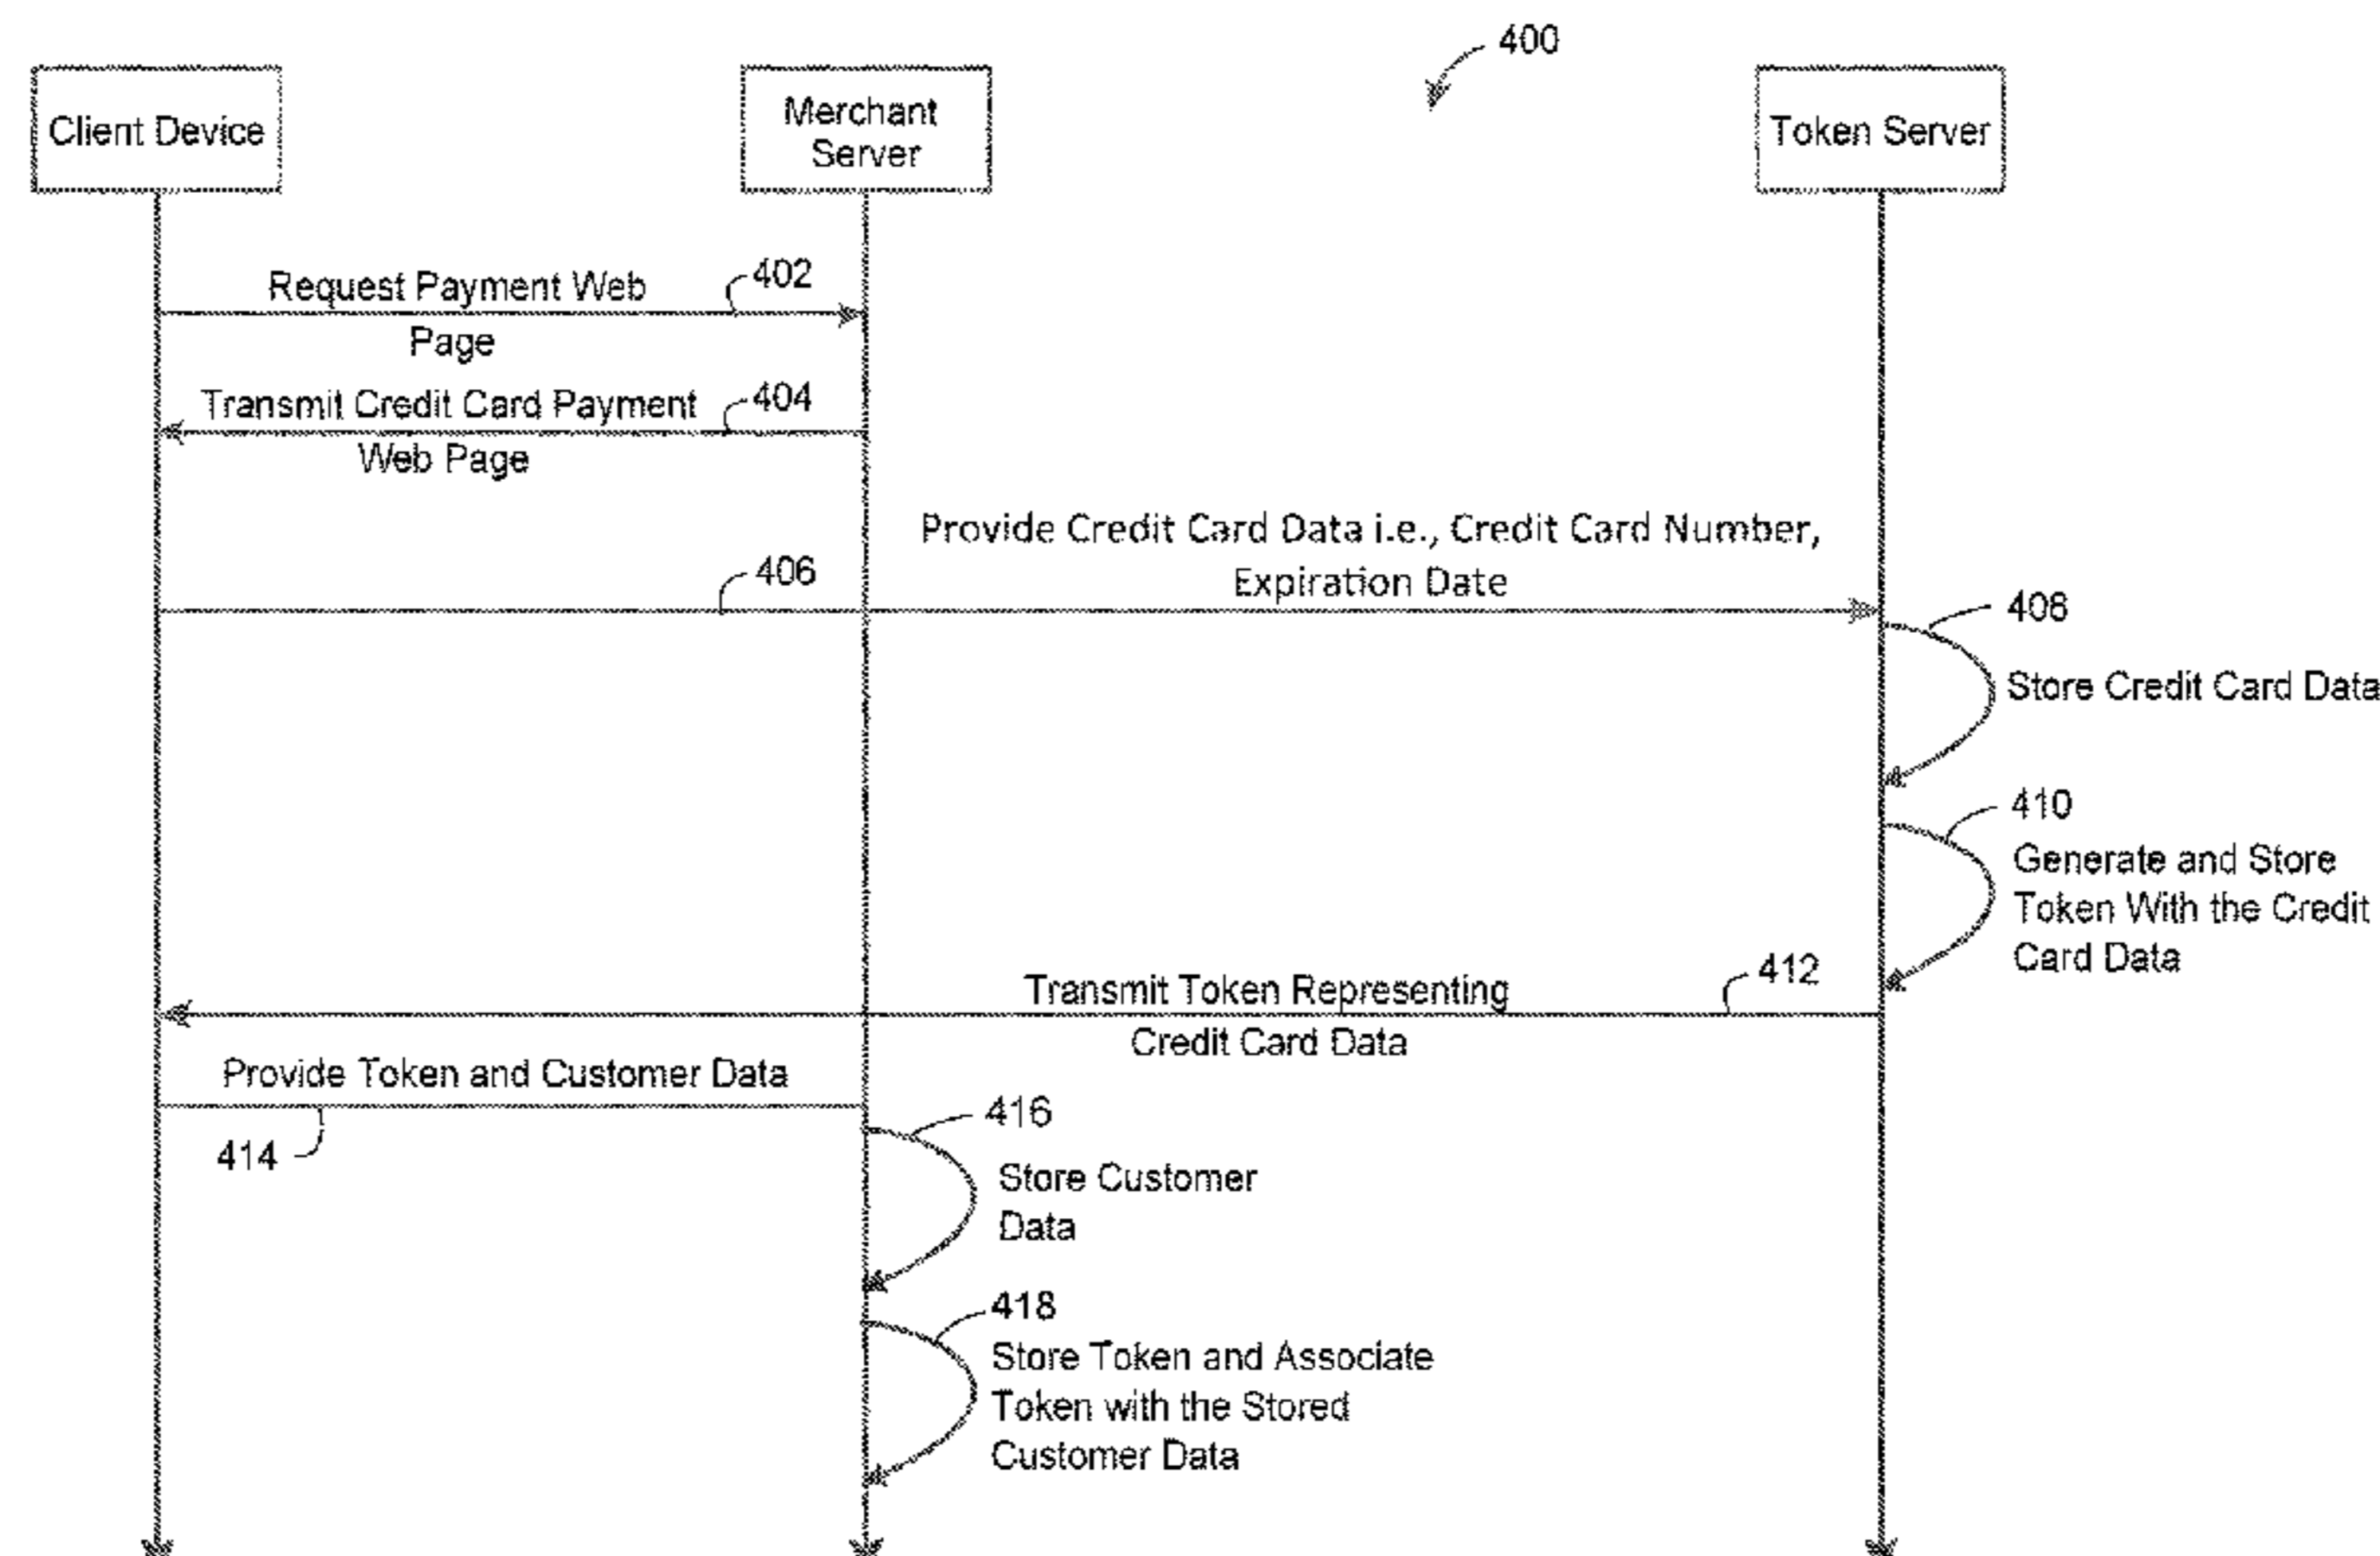 400
Client Device
Merchant
Server
Token Server
Request Payment Web
402
Page
Transmit Credit Card Payment
404
Web Page
Provide Credit Card Data i.e., Credit Card Number,
Expiration Date
406
408
Store Credit Card Data
410
Generate and Store
Token With the Credit
Card Data
Transmit Token Representing
412
Credit Card Data
Provide Token and Customer Data
414
416
Store Customer
Data
418
Store Token and Associate
Token with the Stored
Customer Data